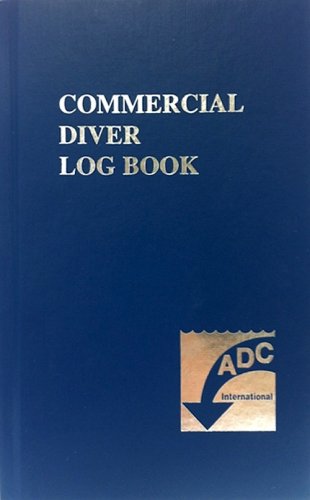 COMMERCIAL
DIVER
LOG BOOK
ADC
International